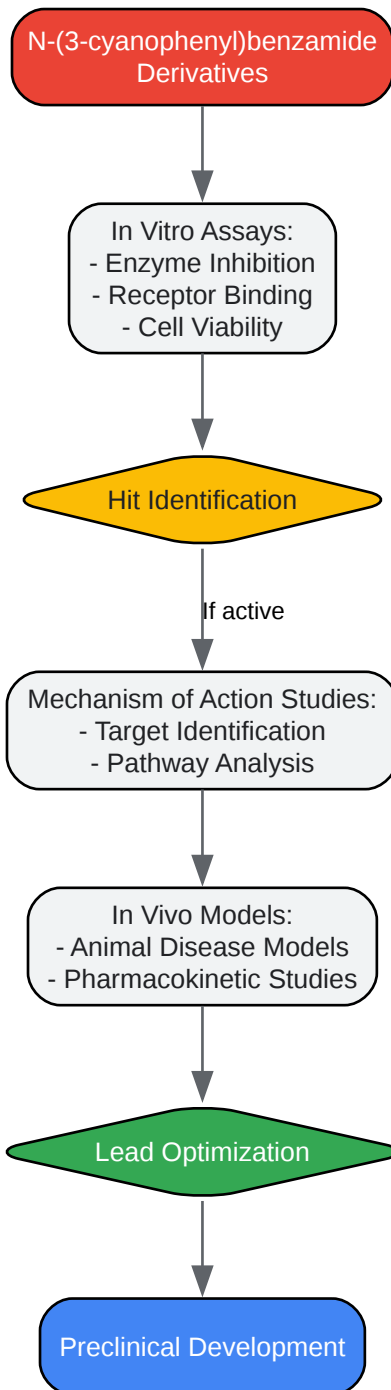 N-(3-cyanophenyl)benzamide
Derivatives
In Vitro Assays:
- Enzyme Inhibition
- Receptor Binding
- Cell Viability
Hit Identification
If active
Mechanism of Action Studies:
- Target Identification
- Pathway Analysis
In Vivo Models:
- Animal Disease Models
- Pharmacokinetic Studies
Lead Optimization
Preclinical Development